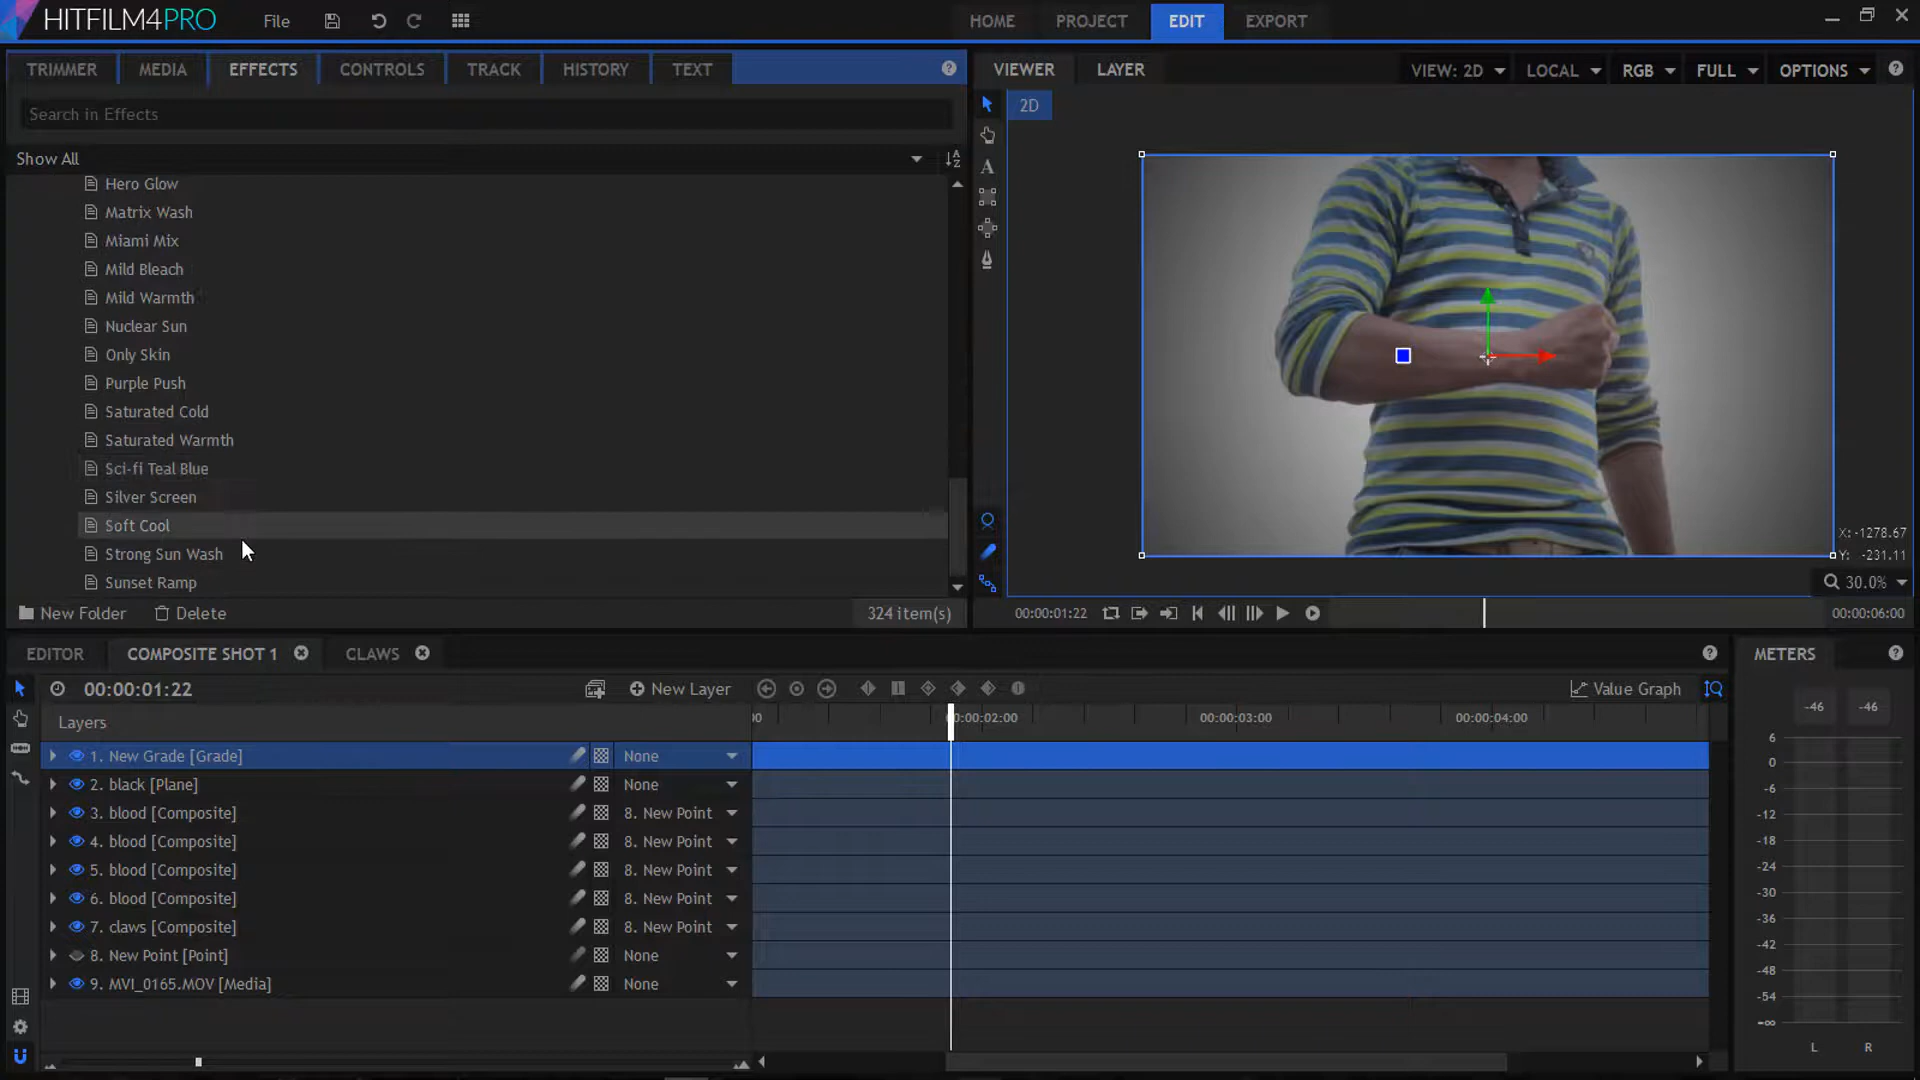 HITFILM4PRO
File
HOME
PROJECT
EDIT
EXPORT
TRIMMER
MEDIA
EFFECTS
CONTROLS
TRACK
HISTORY
TEXT
VIEWER
LAYER
VIEW: 2D
LOCAL
RGB
FULL
OPTIONS
Search in Effects
2D
Show All
Hero Glow
Matrix Wash
Miami Mix
Mild Bleach
Mild Warmth
Nuclear Sun
Only Skin
Purple Push
Saturated Cold
Saturated Warmth
Sci-fi Teal Blue
Silver Screen
Soft Cool
Strong Sun Wash
Sunset Ramp
X: -1278.67
Y: -231.11
30.0%
New Folder
Delete
324 item(s)
00:00:01:22
00:00:06:00
EDITOR
COMPOSITE SHOT 1
CLAWS
METERS
00:00:01:22
New Layer
Value Graph
Layers
00:00:02:00
00:00:03:00
00:00:04:00
1. New Grade [Grade] None
2. black [Plane] None
3. blood [Composite] 8. New Point
4. blood [Composite] 8. New Point
5. blood [Composite] 8. New Point
6. blood [Composite] 8. New Point
7. claws [Composite] 8. New Point
8. New Point [Point] None
9. MVI_0165.MOV [Media] None
-46 -46
6
0
-6
-12
-18
-24
-30
-36
-42
-48
-54
-∞
L R